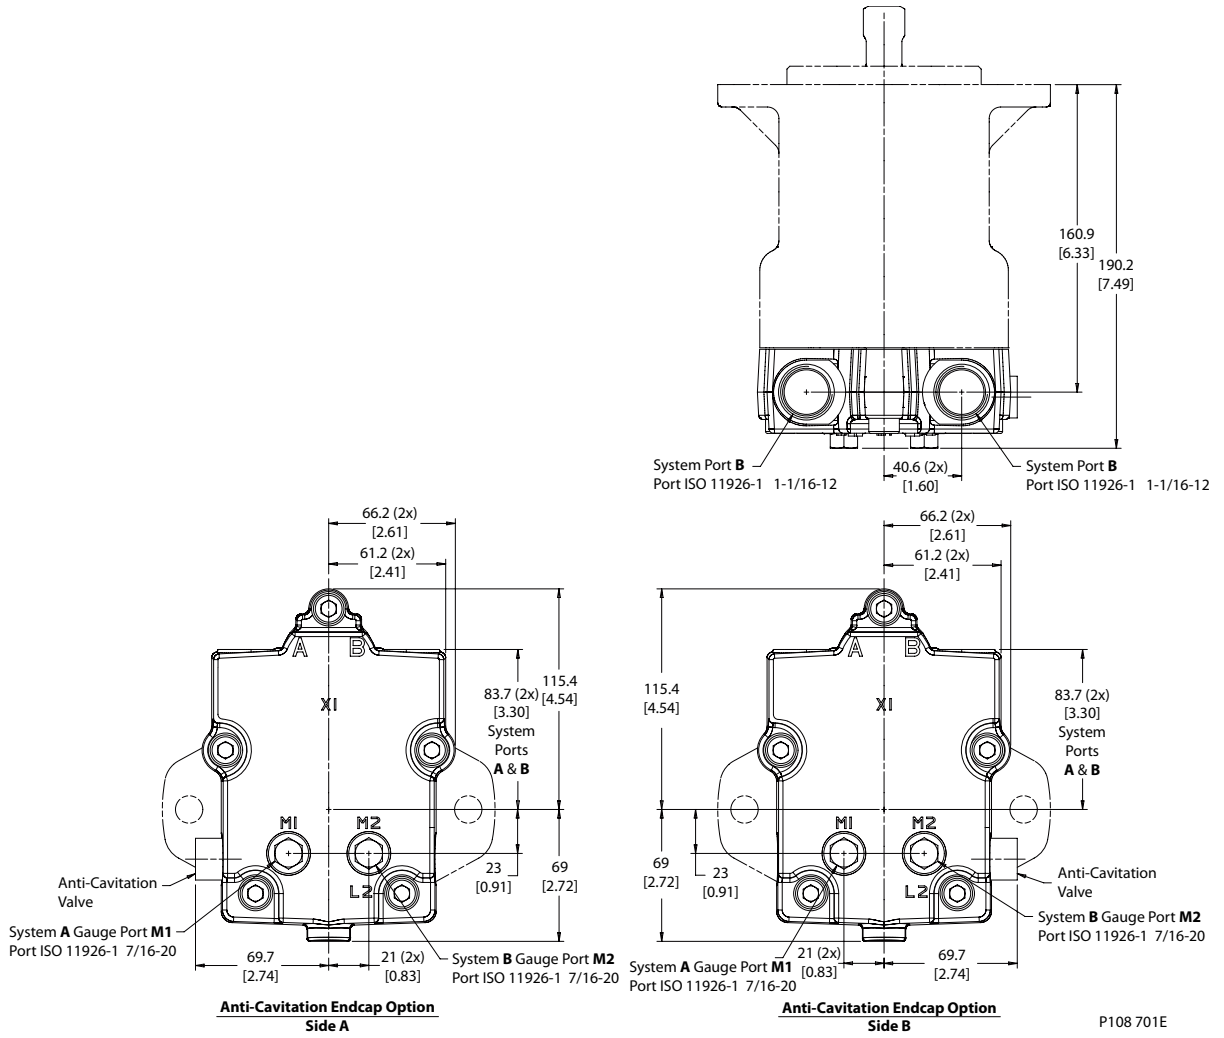 160.9
[6.33]
190.2
[7.49]
System Port B
Port ISO 11926-1 1-1/16-12
40.6 (2x)
[1.60]
System Port B
Port ISO 11926-1 1-1/16-12
66.2 (2x)
[2.61]
61.2 (2x)
[2.41]
A B
XI
115.4
[4.54]
83.7 (2x)
[3.30]
System
Ports
A & B
M1 M2
L2
23
[0.91]
69
[2.72]
Anti-Cavitation
Valve
System A Gauge Port M1
Port ISO 11926-1 7/16-20
69.7
[2.74]
21 (2x)
[0.83]
System B Gauge Port M2
Port ISO 11926-1 7/16-20
Anti-Cavitation Endcap Option
Side A
66.2 (2x)
[2.61]
61.2 (2x)
[2.41]
A B
XI
115.4
[4.54]
83.7 (2x)
[3.30]
System
Ports
A & B
M1 M2
L2
69
[2.72]
23
[0.91]
Anti-Cavitation
Valve
System B Gauge Port M2
Port ISO 11926-1 7/16-20
System A Gauge Port M1
Port ISO 11926-1 7/16-20
21 (2x)
[0.83]
69.7
[2.74]
Anti-Cavitation Endcap Option
Side B
P108 701E